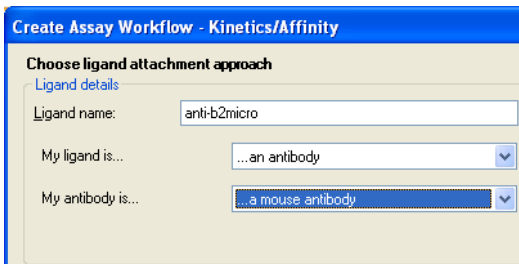 Create Assay Workflow - Kinetics/Affinity
Choose ligand attachment approach
Ligand details
Ligand name: anti-b2micro
My ligand is... ...an antibody
My antibody is... ...a mouse antibody